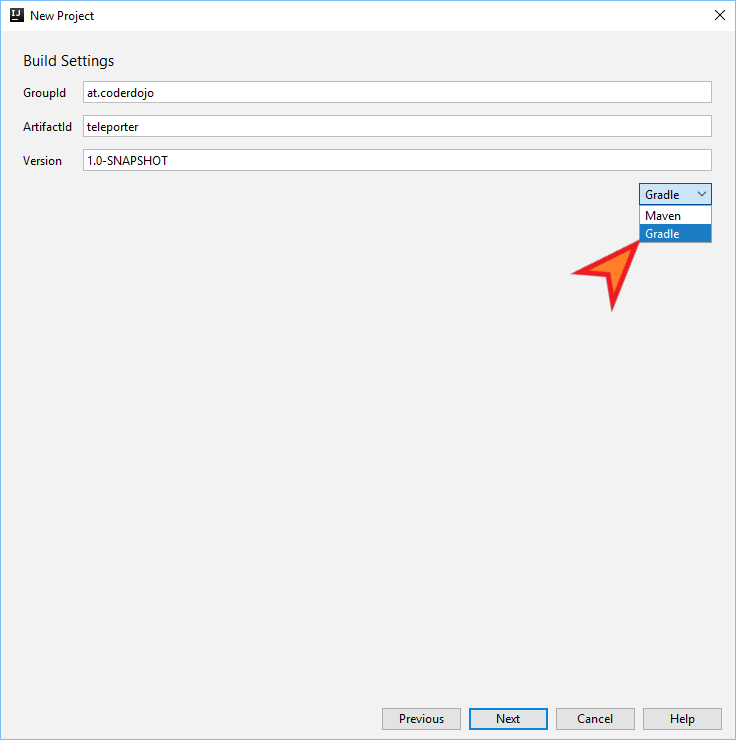 IJ New Project
Build Settings
GroupId at.coderdojo
ArtifactId teleporter
Version 1.0-SNAPSHOT
Gradle
Maven
Gradle
Previous Next Cancel Help